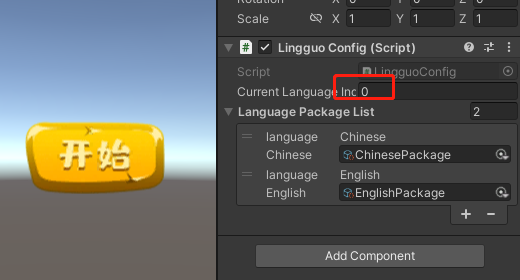 开始
Rotation X 0 Y 0 Z 0
Scale X 1 Y 1 Z 1
# Lingguo Config (Script)
Script LingguoConfig
Current Language Inc 0
Language Package List 2
language Chinese
Chinese ChinesePackage
language English
English EnglishPackage
+ −
Add Component